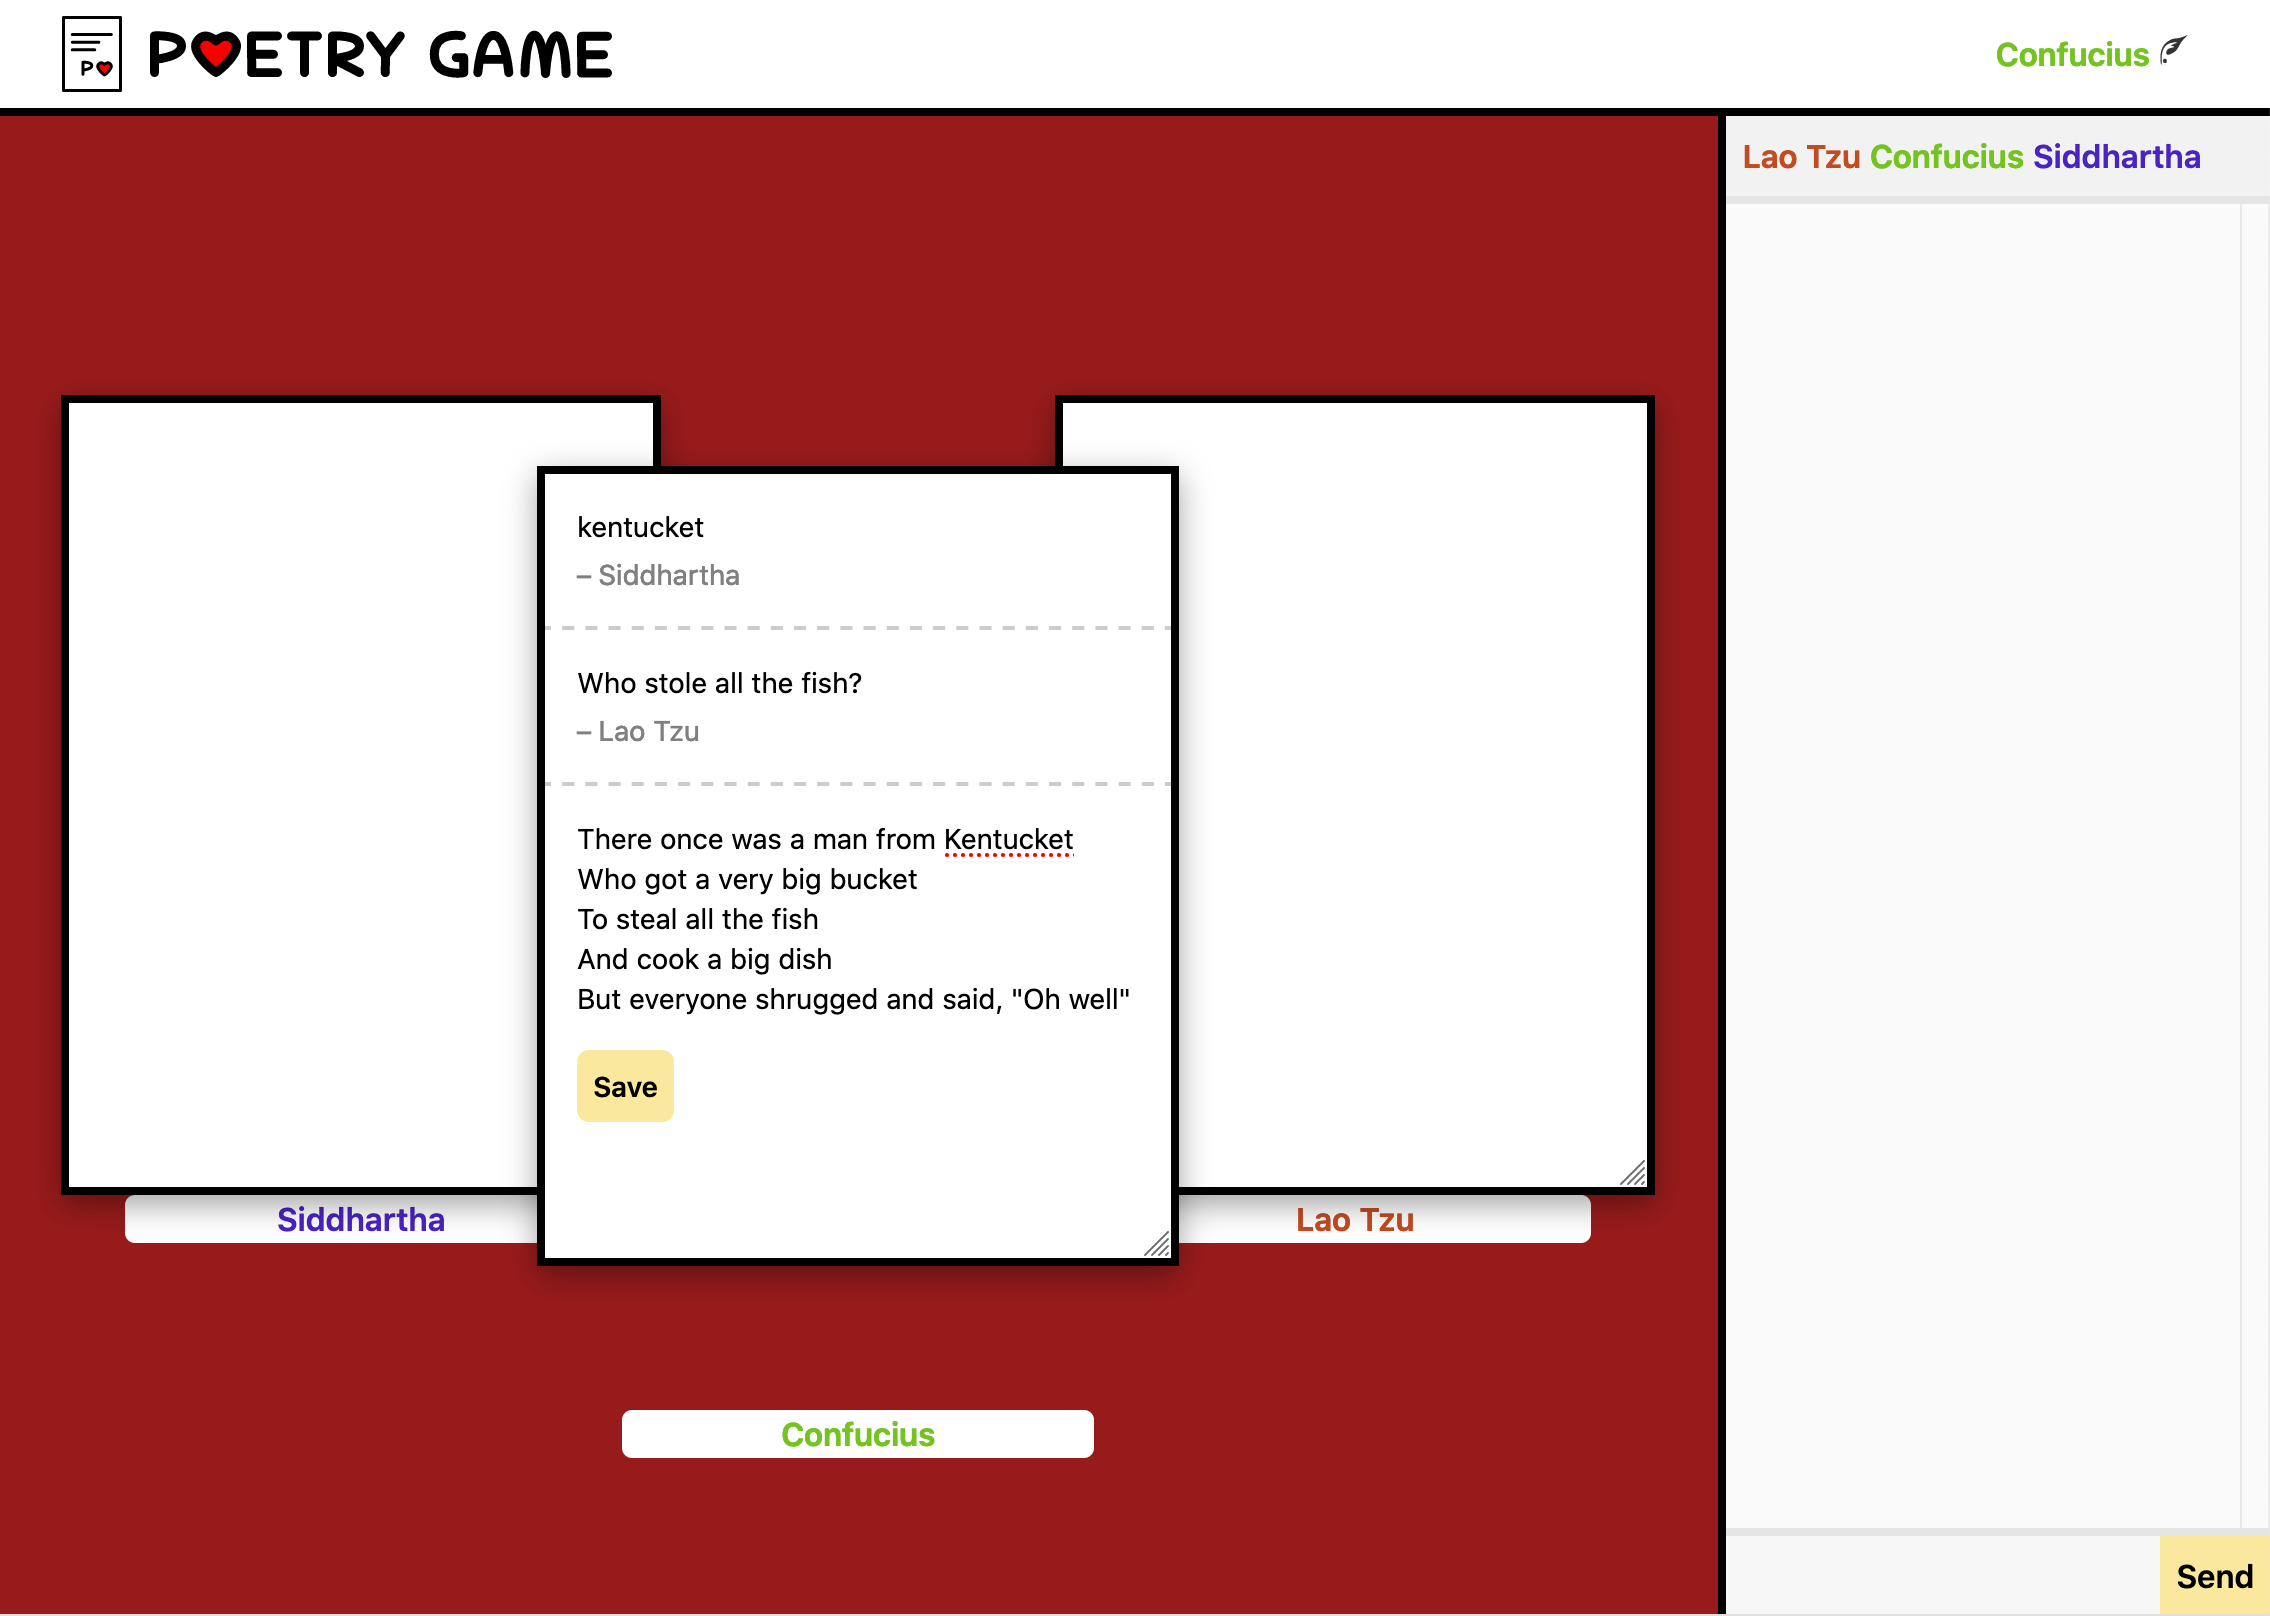 P♥ETRY GAME
P♥
Confucius
Lao Tzu Confucius Siddhartha
kentucket
– Siddhartha
Who stole all the fish?
– Lao Tzu
There once was a man from Kentucket
Who got a very big bucket
To steal all the fish
And cook a big dish
But everyone shrugged and said, "Oh well"
Save
Siddhartha
Lao Tzu
Confucius
Send